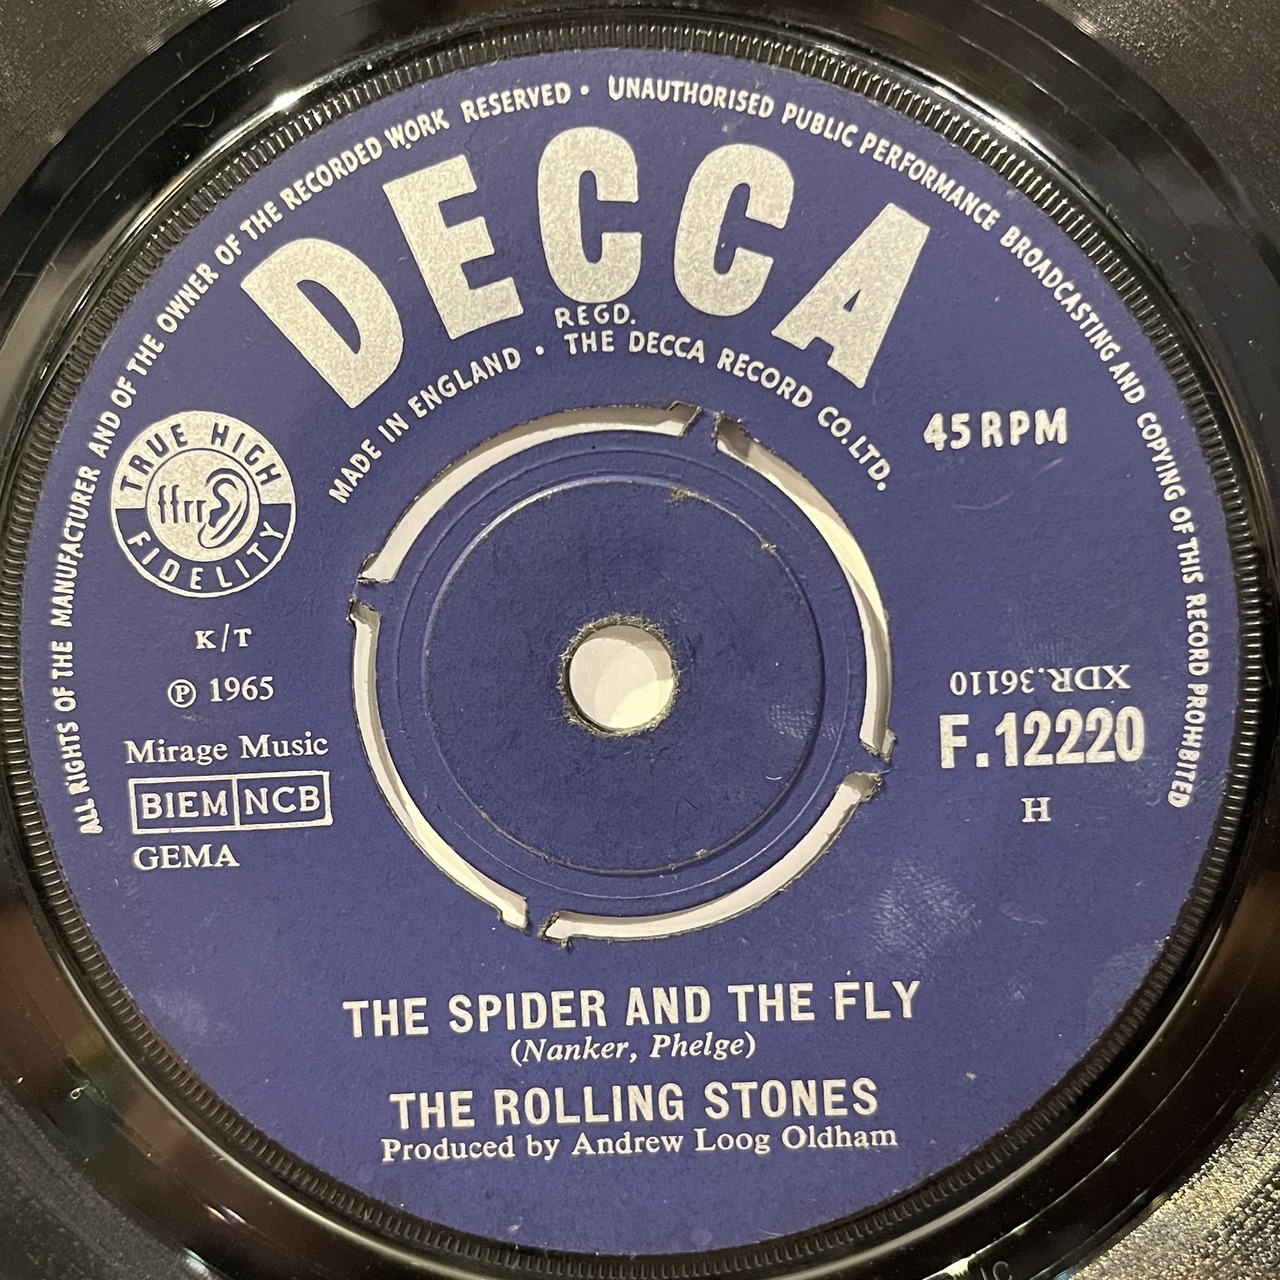 ALL RIGHTS OF THE MANUFACTURER AND OF THE OWNER OF THE RECORDED WORK RESERVED • UNAUTHORISED PUBLIC PERFORMANCE BROADCASTING AND COPYING OF THIS RECORD PROHIBITED
DECCA
REGD.
MADE IN ENGLAND • THE DECCA RECORD CO. LTD.
45 RPM
TRUE HIGH
ffrr
FIDELITY
K/T
℗ 1965
Mirage Music
BIEM NCB
GEMA
XDR.36110
F.12220
H
THE SPIDER AND THE FLY
(Nanker, Phelge)
THE ROLLING STONES
Produced by Andrew Loog Oldham